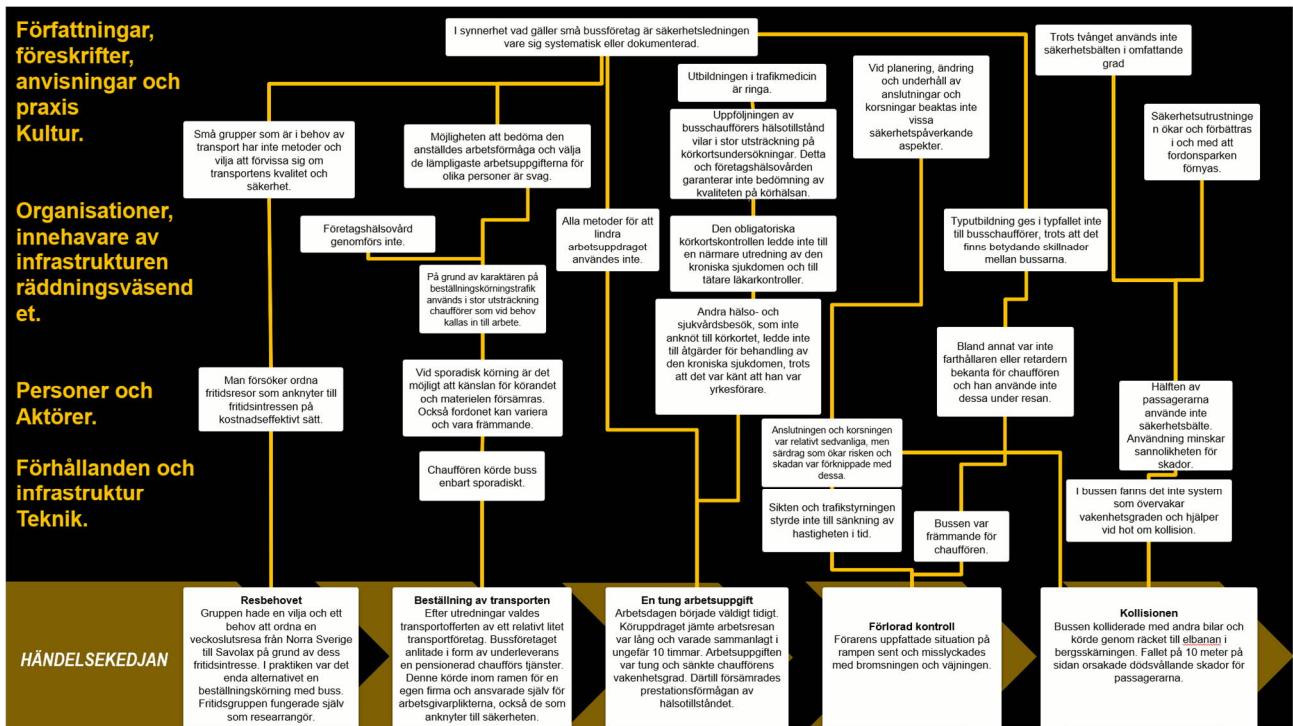 Författningar,
föreskrifter,
anvisningar och
praxis
Kultur.
Organisationer,
innehavare av
infrastrukturen
räddningsväsend
et.
Personer och
Aktörer.
Förhållanden och
infrastruktur
Teknik.
I synnerhet vad gäller små bussföretag är säkerhetsledningen
vare sig systematisk eller dokumenterad.
Små grupper som är i behov av
transport har inte metoder och
vilja att förvissa sig om
transportens kvalitet och
säkerhet.
Möjligheten att bedöma den
anställdes arbetsförmåga och välja
de lämpligaste arbetsuppgifterna för
olika personer är svag.
Utbildningen i trafikmedicin
är ringa.
Uppföljningen av
busschaufförers hälsotillstånd
vilar i stor utsträckning på
körkortsundersökningar. Detta
och företagshälsovården
garanterar inte bedömning av
kvaliteten på körhälsan.
Vid planering, ändring
och underhåll av
anslutningar och
korsningar beaktas inte
vissa
säkerhetspåverkande
aspekter.
Trots tvånget används inte
säkerhetsbälten i omfattande
grad
Säkerhetsutrustninge
n ökar och förbättras
i och med att
fordonsparken
förnyas.
Företagshälsovård
genomförs inte.
Alla metoder för att
lindra
arbetsuppdraget
användes inte.
Den obligatoriska
körkortskontrollen ledde inte till
en närmare utredning av den
kroniska sjukdomen och till
tätare läkarkontroller.
Typutbildning ges i typfallet inte
till busschaufförer, trots att det
finns betydande skillnader
mellan bussarna.
På grund av karaktären på
beställningskörningstrafik
används i stor utsträckning
chaufförer som vid behov
kallas in till arbete.
Andra hälso- och
sjukvårdsbesök, som inte
anknöt till körkortet, ledde inte
till åtgärder för behandling av
den kroniska sjukdomen, trots
att det var känt att han var
yrkesförare.
Man försöker ordna
fritidsresor som anknyter till
fritidsintressen på
kostnadseffektivt sätt.
Vid sporadisk körning är det
möjligt att känslan för körandet
och materielen försämras.
Också fordonet kan variera
och vara främmande.
Bland annat var inte
farthållaren eller retardern
bekanta för chauffören
och han använde inte
dessa under resan.
Hälften av
passagerarna
använde inte
säkerhetsbälte.
Användning minskar
sannolikheten för
skador.
Chauffören körde buss
enbart sporadiskt.
Anslutningen och korsningen
var relativt sedvanliga, men
särdrag som ökar risken och
skadan var förknippade med
dessa.
Sikten och trafikstyrningen
styrde inte till sänkning av
hastigheten i tid.
Bussen var
främmande för
chauffören.
I bussen fanns det inte system
som övervakar
vakenhetsgraden och hjälper
vid hot om kollision.
HÄNDELSEKEDJAN
Resbehovet
Gruppen hade en vilja och ett
behov att ordna en
veckoslutsresa från Norra Sverige
till Savolax på grund av dess
fritidsintresse. I praktiken var det
enda alternativet en
beställningskörning med buss.
Fritidsgruppen fungerade själv
som researrangör.
Beställning av transporten
Efter utredningar valdes
transportofferten av ett relativt litet
transportföretag. Bussföretaget
anlitade i form av underleverans
en pensionerad chaufförs tjänster.
Denne körde inom ramen för en
egen firma och ansvarade själv för
arbetsgivarplikterna, också de som
anknyter till säkerheten.
En tung arbetsuppgift
Arbetsdagen började väldigt tidigt.
Köruppdraget jämte arbetsresan
var lång och varade sammanlagt i
ungefär 10 timmar. Arbetsuppgiften
var tung och sänkte chaufförens
vakenhetsgrad. Därtill försämrades
prestationsförmågan av
hälsotillståndet.
Förlorad kontroll
Förarens uppfattade situation på
rampen sent och misslyckades
med bromsningen och väjningen.
Kollisionen
Bussen kolliderade med andra bilar och
körde genom räcket till elbanan i
bergsskärningen. Fallet på 10 meter på
sidan orsakade dödsvållande skador för
passagerarna.